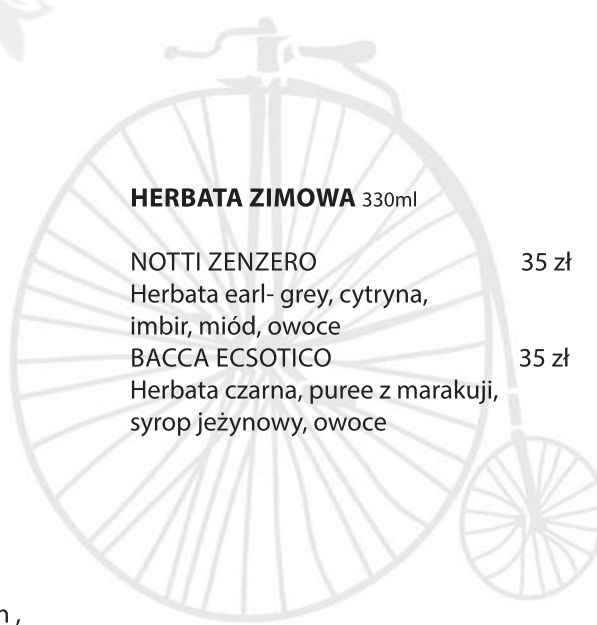 HERBATA ZIMOWA 330ml
NOTTI ZENZERO 35 zł
Herbata earl- grey, cytryna,
imbir, miód, owoce
BACCA ECSOTICO 35 zł
Herbata czarna, puree z marakuji,
syrop jeżynowy, owoce